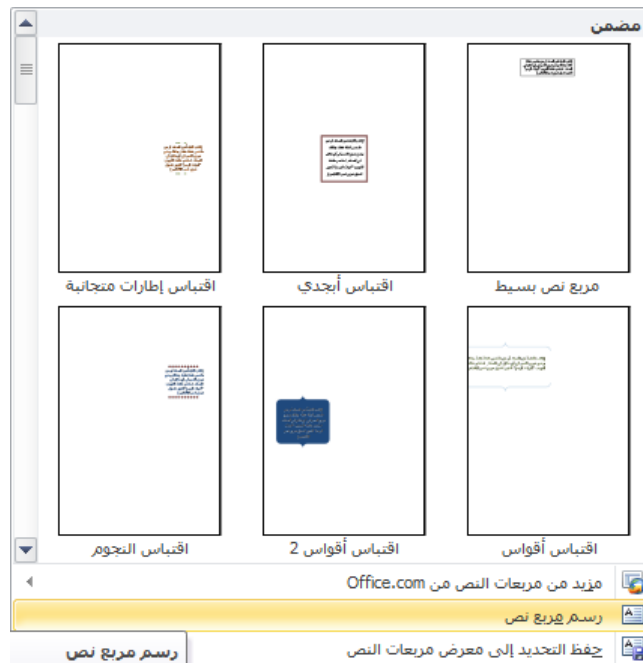 مضمن
مربع نص بسيط
اقتباس أبجدي
اقتباس إطارات متجانبة
اقتباس أقواس
اقتباس أقواس 2
اقتباس النجوم
مزيد من مربعات النص من Office.com
رسم مربع نص
حفظ التحديد إلى معرض مربعات النص
رسم مربع نص